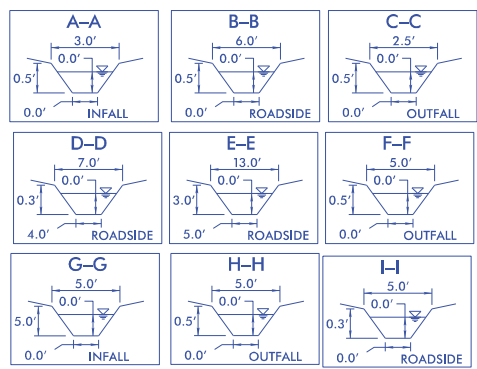 A–A
3.0'
0.0'
0.5'
0.0'
INFALL
B–B
6.0'
0.0'
0.5'
0.0'
ROADSIDE
C–C
2.5'
0.0'
0.5'
0.0'
OUTFALL
D–D
7.0'
0.0'
0.3'
4.0'
ROADSIDE
E–E
13.0'
0.0'
3.0'
5.0'
ROADSIDE
F–F
5.0'
0.0'
0.5'
0.0'
OUTFALL
G–G
5.0'
0.0'
5.0'
0.0'
INFALL
H–H
5.0'
0.0'
0.5'
0.0'
OUTFALL
I–I
5.0'
0.0'
0.3'
0.0'
ROADSIDE